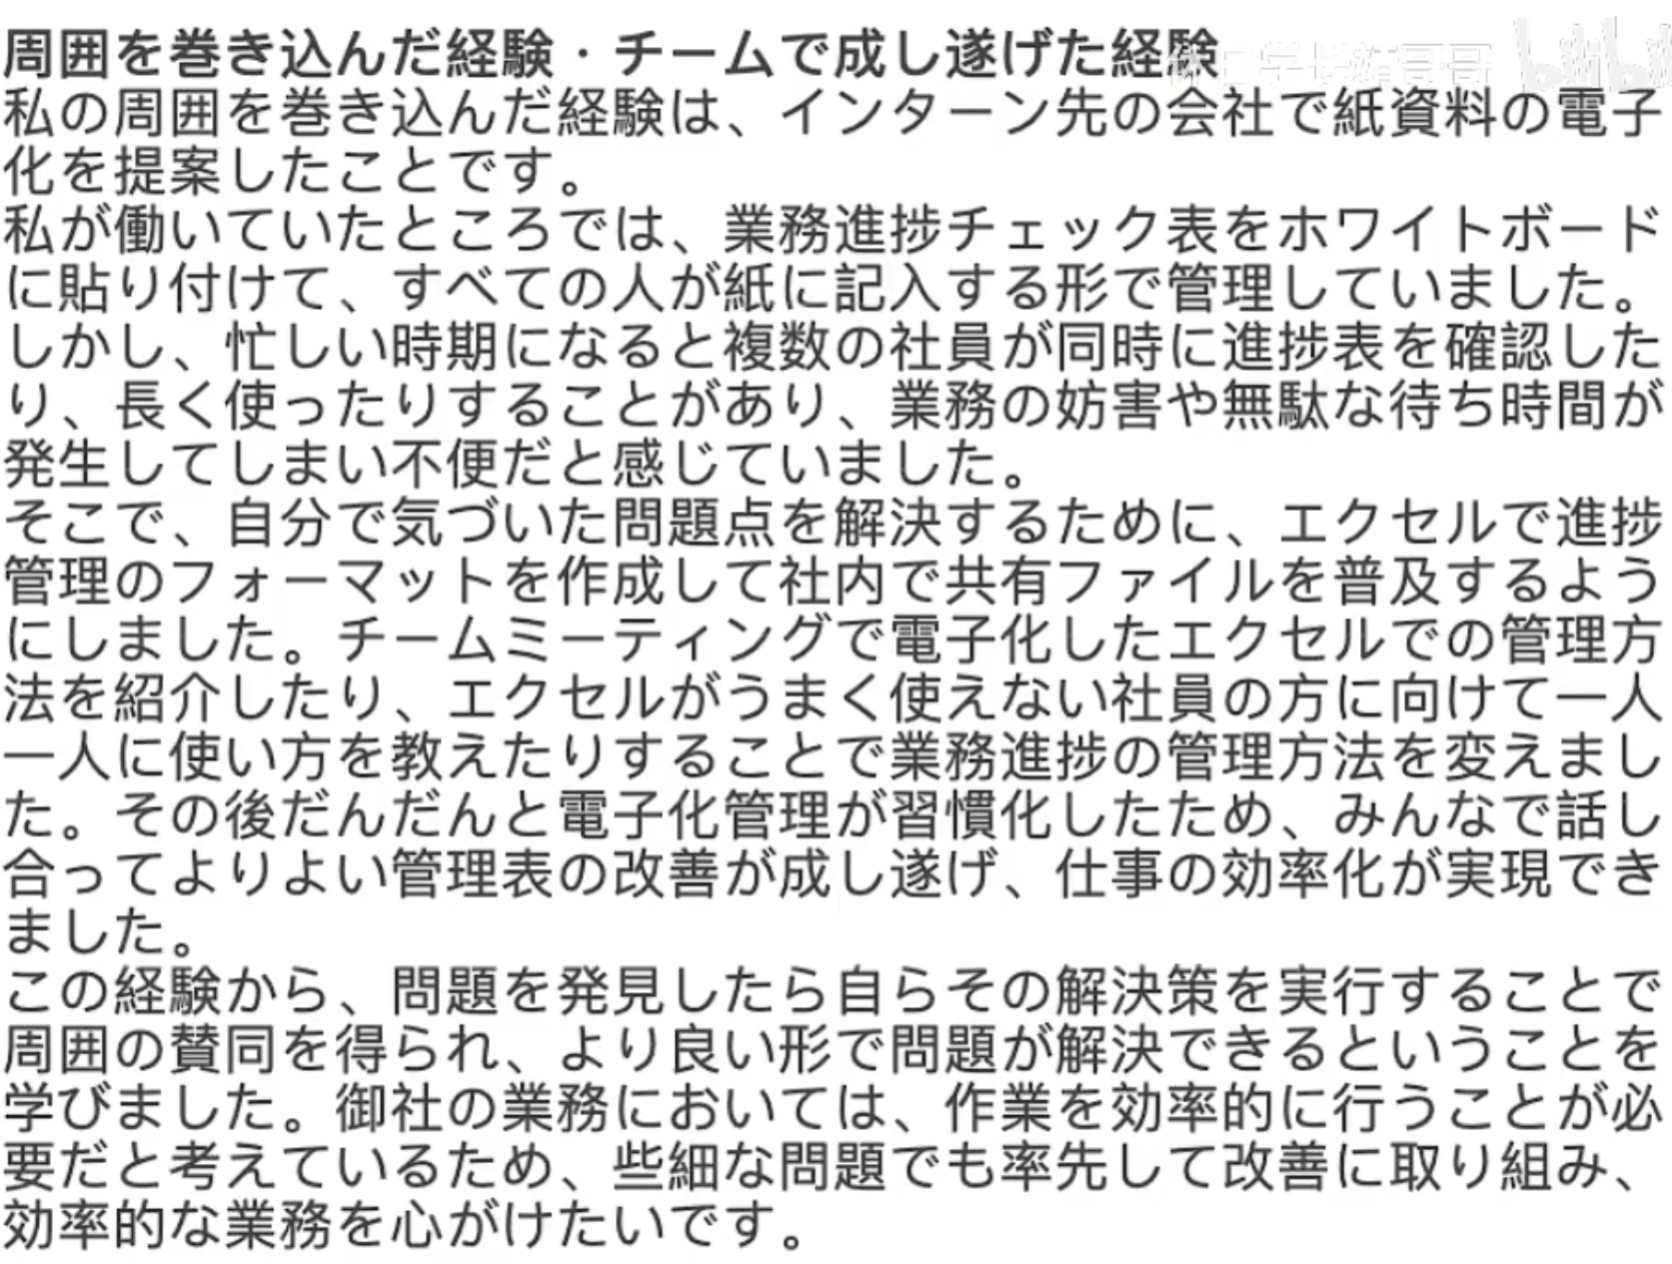 周囲を巻き込んだ経験・チームで成し遂げた経験
私の周囲を巻き込んだ経験は、インターン先の会社で紙資料の電子
化を提案したことです。
私が働いていたところでは、業務進捗チェック表をホワイトボード
に貼り付けて、すべての人が紙に記入する形で管理していました。
しかし、忙しい時期になると複数の社員が同時に進捗表を確認した
り、長く使ったりすることがあり、業務の妨害や無駄な待ち時間が
発生してしまい不便だと感じていました。
そこで、自分で気づいた問題点を解決するために、エクセルで進捗
管理のフォーマットを作成して社内で共有ファイルを普及するよう
にしました。チームミーティングで電子化したエクセルでの管理方
法を紹介したり、エクセルがうまく使えない社員の方に向けて一人
一人に使い方を教えたりすることで業務進捗の管理方法を変えまし
た。その後だんだんと電子化管理が習慣化したため、みんなで話し
合ってよりよい管理表の改善が成し遂げ、仕事の効率化が実現でき
ました。
この経験から、問題を発見したら自らその解決策を実行することで
周囲の賛同を得られ、より良い形で問題が解決できるということを
学びました。御社の業務においては、作業を効率的に行うことが必
要だと考えているため、些細な問題でも率先して改善に取り組み、
効率的な業務を心がけたいです。